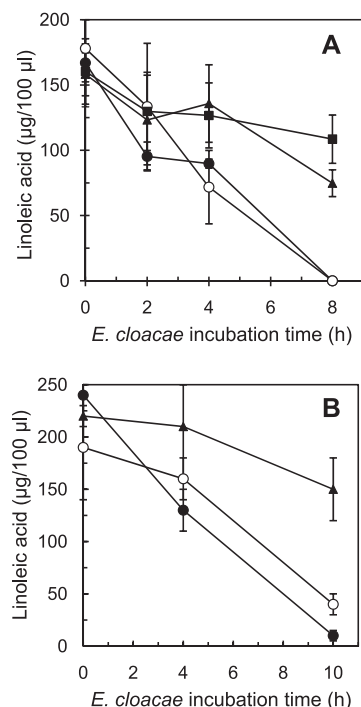 A
200
150
100
50
0
Linoleic acid (µg/100 µl)
0 2 4 6 8
E. cloacae incubation time (h)
B
250
200
150
100
50
0
Linoleic acid (µg/100 µl)
0 2 4 6 8 10
E. cloacae incubation time (h)